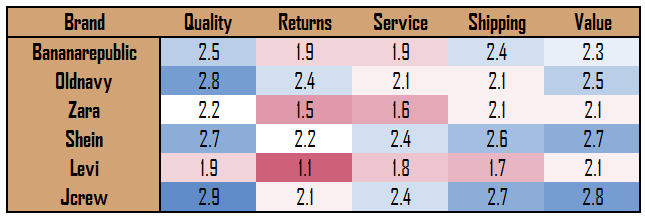 Brand Quality Returns Service Shipping Value
Bananarepublic 2.5 1.9 1.9 2.4 2.3
Oldnavy 2.8 2.4 2.1 2.1 2.5
Zara 2.2 1.5 1.6 2.1 2.1
Shein 2.7 2.2 2.4 2.6 2.7
Levi 1.9 1.1 1.8 1.7 2.1
Jcrew 2.9 2.1 2.4 2.7 2.8